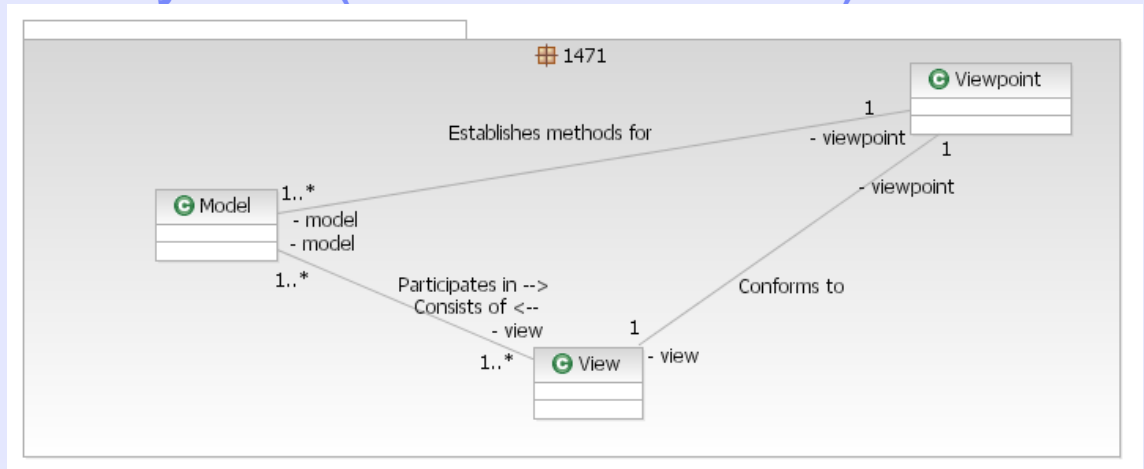 1471
Viewpoint
1
Establishes methods for
- viewpoint
1
- viewpoint
1..*
Model
- model
- model
1..*
Participates in -->
Consists of <--
Conforms to
- view
1
1..*
View
- view